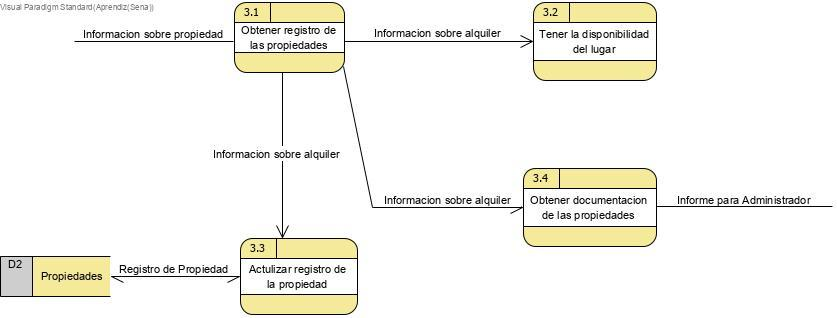 Visual Paradigm Standard(Aprendiz(Sena))
3.1
Obtener registro de
las propiedades
Informacion sobre propiedad
Informacion sobre alquiler
3.2
Tener la disponibilidad
del lugar
Informacion sobre alquiler
Informacion sobre alquiler
3.4
Obtener documentacion
de las propiedades
Informe para Administrador
3.3
Actulizar registro de
la propiedad
Registro de Propiedad
D2
Propiedades